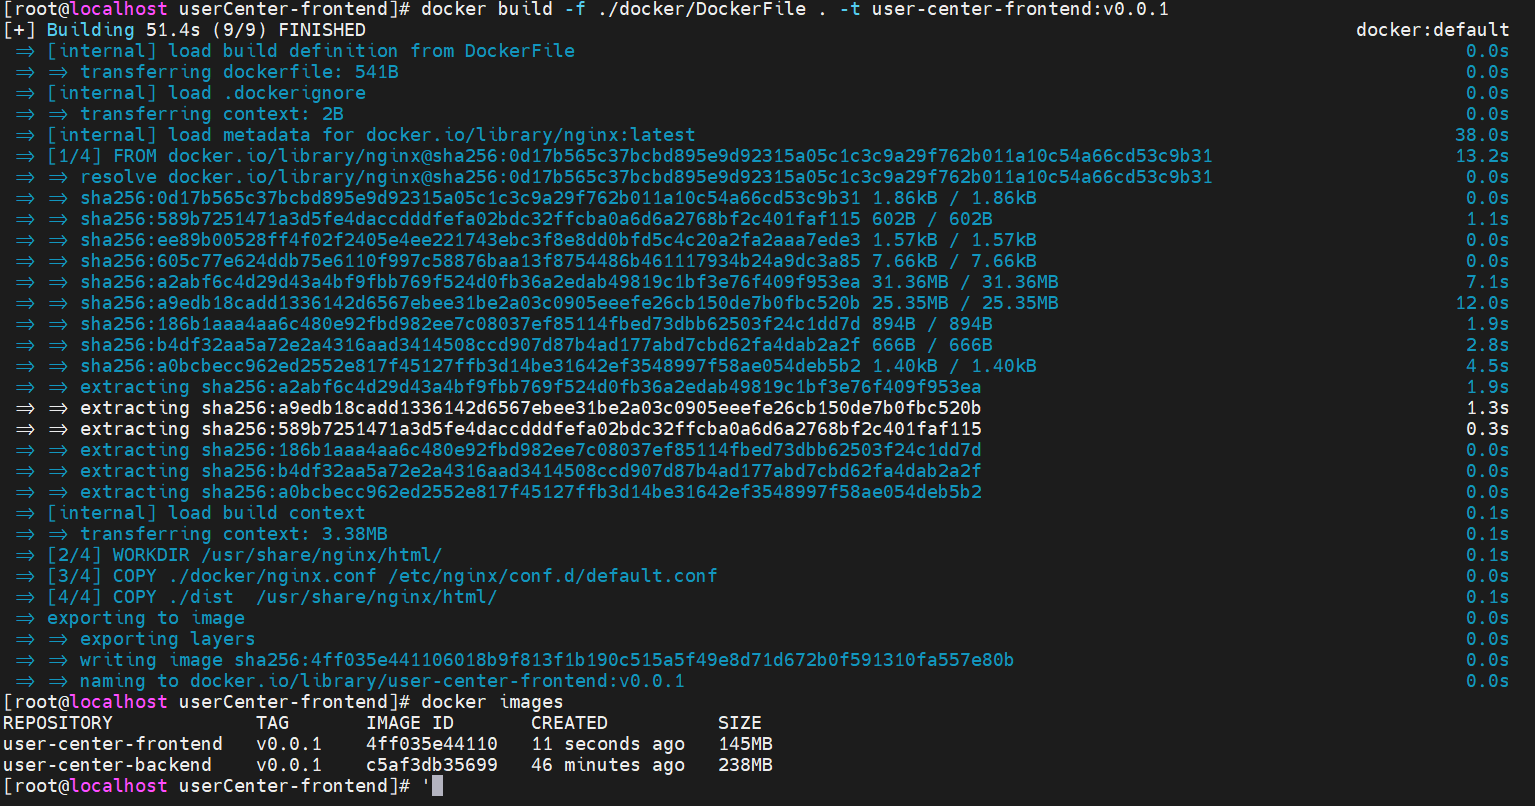 [root@localhost userCenter-frontend]# docker build -f ./docker/DockerFile . -t user-center-frontend:v0.0.1
[+] Building 51.4s (9/9) FINISHED docker:default
=> [internal] load build definition from DockerFile 0.0s
=> => transferring dockerfile: 541B 0.0s
=> [internal] load .dockerignore 0.0s
=> => transferring context: 2B 0.0s
=> [internal] load metadata for docker.io/library/nginx:latest 38.0s
=> [1/4] FROM docker.io/library/nginx@sha256:0d17b565c37bcbd895e9d92315a05c1c3c9a29f762b011a10c54a66cd53c9b31 13.2s
=> => resolve docker.io/library/nginx@sha256:0d17b565c37bcbd895e9d92315a05c1c3c9a29f762b011a10c54a66cd53c9b31 0.0s
=> => sha256:0d17b565c37bcbd895e9d92315a05c1c3c9a29f762b011a10c54a66cd53c9b31 1.86kB / 1.86kB 0.0s
=> => sha256:589b7251471a3d5fe4daccdddfefa02bdc32ffcba0a6d6a2768bf2c401faf115 602B / 602B 1.1s
=> => sha256:ee89b00528ff4f02f2405e4ee221743ebc3f8e8dd0bfd5c4c20a2fa2aaa7ede3 1.57kB / 1.57kB 0.0s
=> => sha256:605c77e624ddb75e6110f997c58876baa13f8754486b461117934b24a9dc3a85 7.66kB / 7.66kB 0.0s
=> => sha256:a2abf6c4d29d43a4bf9fbb769f524d0fb36a2edab49819c1bf3e76f409f953ea 31.36MB / 31.36MB 7.1s
=> => sha256:a9edb18cadd1336142d6567ebee31be2a03c0905eeefe26cb150de7b0fbc520b 25.35MB / 25.35MB 12.0s
=> => sha256:186b1aaa4aa6c480e92fbd982ee7c08037ef85114fbed73dbb62503f24c1dd7d 894B / 894B 1.9s
=> => sha256:b4df32aa5a72e2a4316aad3414508ccd907d87b4ad177abd7cbd62fa4dab2a2f 666B / 666B 2.8s
=> => sha256:a0bcbecc962ed2552e817f45127ffb3d14be31642ef3548997f58ae054deb5b2 1.40kB / 1.40kB 4.5s
=> => extracting sha256:a2abf6c4d29d43a4bf9fbb769f524d0fb36a2edab49819c1bf3e76f409f953ea 1.9s
=> => extracting sha256:a9edb18cadd1336142d6567ebee31be2a03c0905eeefe26cb150de7b0fbc520b 1.3s
=> => extracting sha256:589b7251471a3d5fe4daccdddfefa02bdc32ffcba0a6d6a2768bf2c401faf115 0.3s
=> => extracting sha256:186b1aaa4aa6c480e92fbd982ee7c08037ef85114fbed73dbb62503f24c1dd7d 0.0s
=> => extracting sha256:b4df32aa5a72e2a4316aad3414508ccd907d87b4ad177abd7cbd62fa4dab2a2f 0.0s
=> => extracting sha256:a0bcbecc962ed2552e817f45127ffb3d14be31642ef3548997f58ae054deb5b2 0.0s
=> [internal] load build context 0.1s
=> => transferring context: 3.38MB 0.1s
=> [2/4] WORKDIR /usr/share/nginx/html/ 0.1s
=> [3/4] COPY ./docker/nginx.conf /etc/nginx/conf.d/default.conf 0.0s
=> [4/4] COPY ./dist  /usr/share/nginx/html/ 0.1s
=> exporting to image 0.0s
=> => exporting layers 0.0s
=> => writing image sha256:4ff035e441106018b9f813f1b190c515a5f49e8d71d672b0f591310fa557e80b 0.0s
=> => naming to docker.io/library/user-center-frontend:v0.0.1 0.0s
[root@localhost userCenter-frontend]# docker images
REPOSITORY TAG IMAGE ID CREATED SIZE
user-center-frontend v0.0.1 4ff035e44110 11 seconds ago 145MB
user-center-backend v0.0.1 c5af3db35699 46 minutes ago 238MB
[root@localhost userCenter-frontend]# '